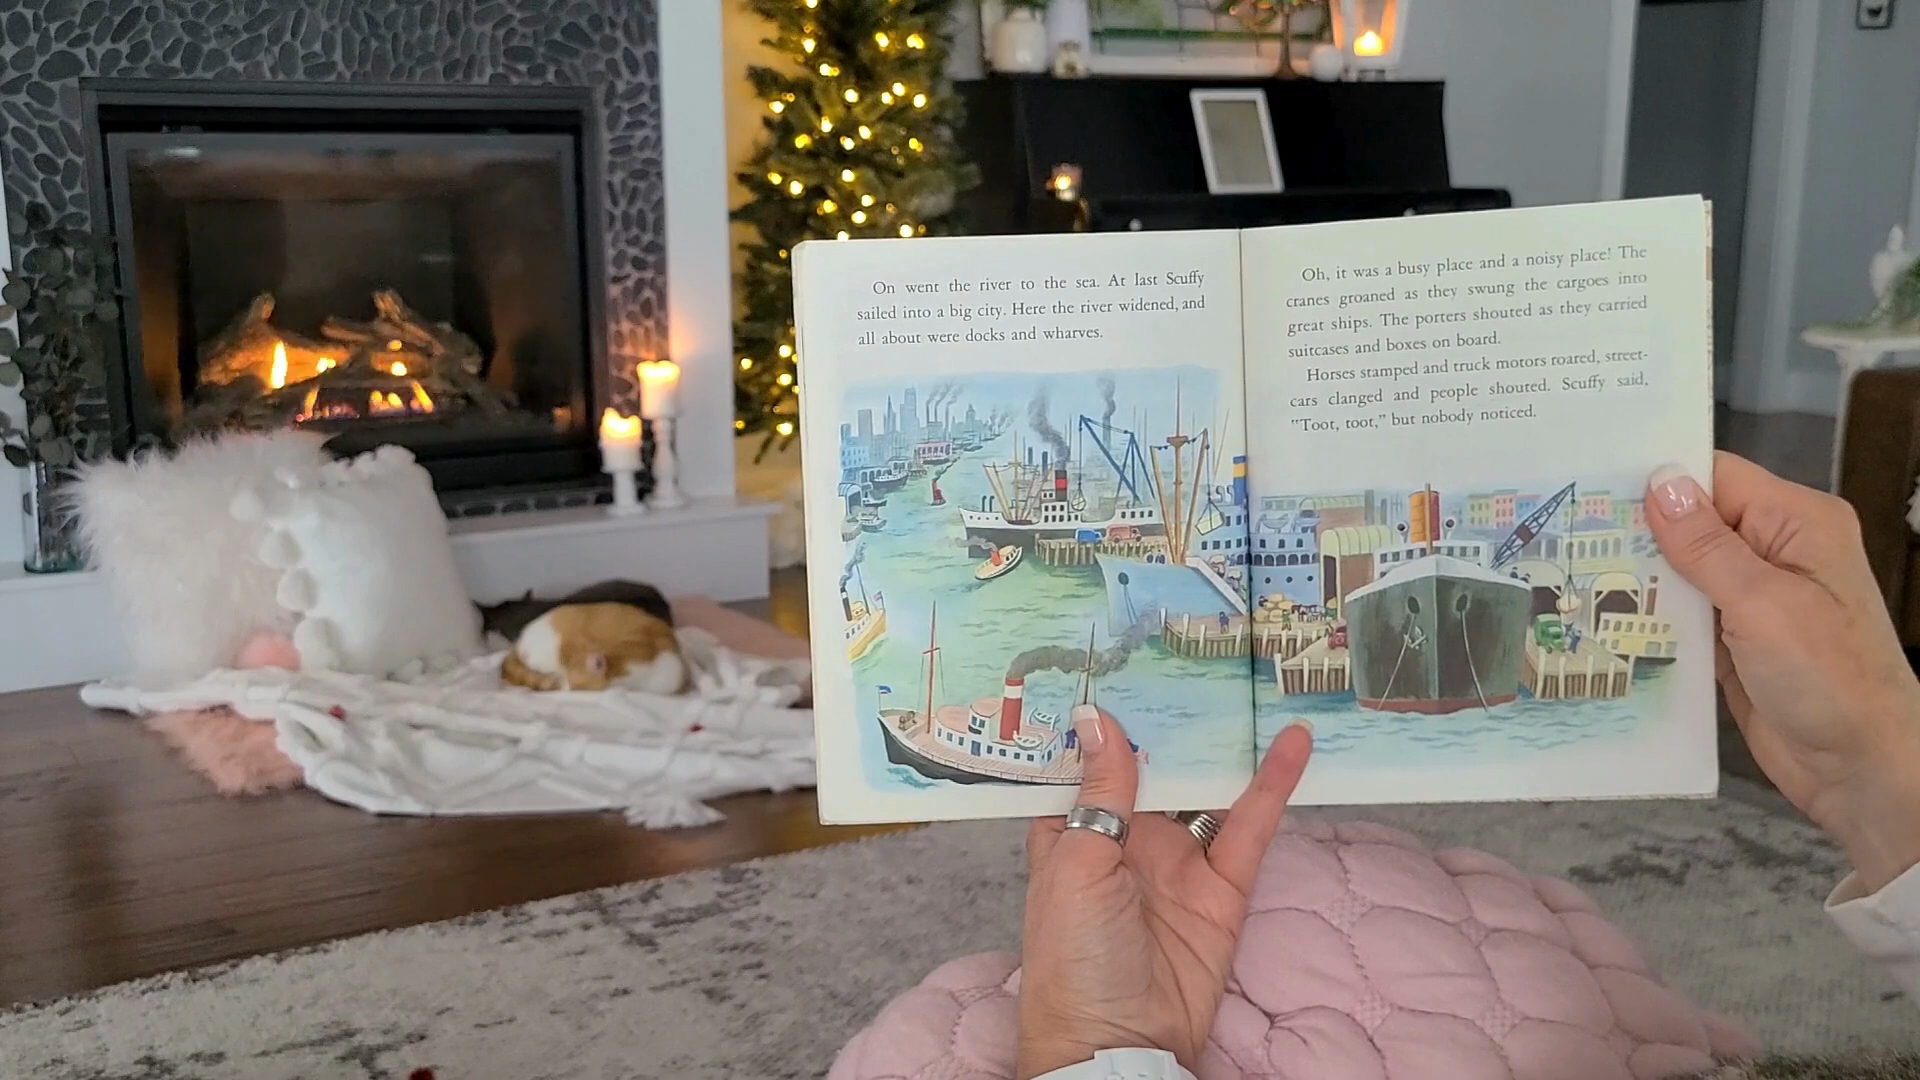 On went the river to the sea. At last Scuffy
sailed into a big city. Here the river widened, and
all about were docks and wharves.
Oh, it was a busy place and a noisy place! The
cranes groaned as they swung the cargoes into
great ships. The porters shouted as they carried
suitcases and boxes on board.
Horses stamped and truck motors roared, street-
cars clanged and people shouted. Scuffy said,
"Toot, toot," but nobody noticed.